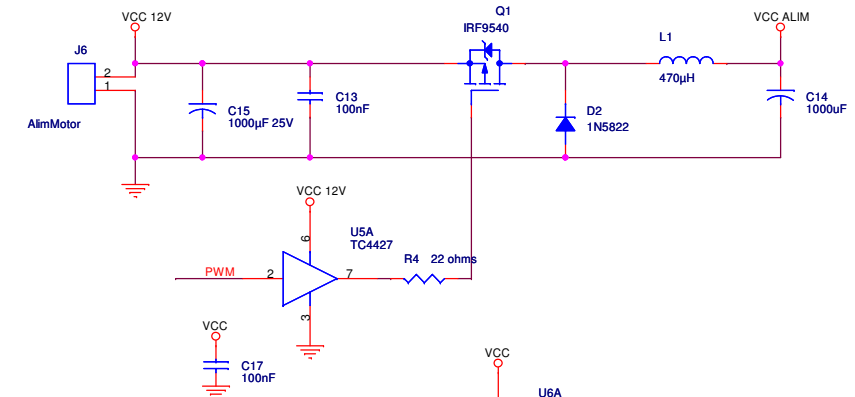 Q1
VCC 12V
VCC ALIM
IRF9540
J6
L1
2
1
470µH
C15
1000µF 25V
C13
100nF
D2
1N5822
C14
1000uF
AlimMotor
VCC 12V
6
U5A
TC4427
R4 22 ohms
PWM
2
7
3
VCC
C17
100nF
VCC
U6A